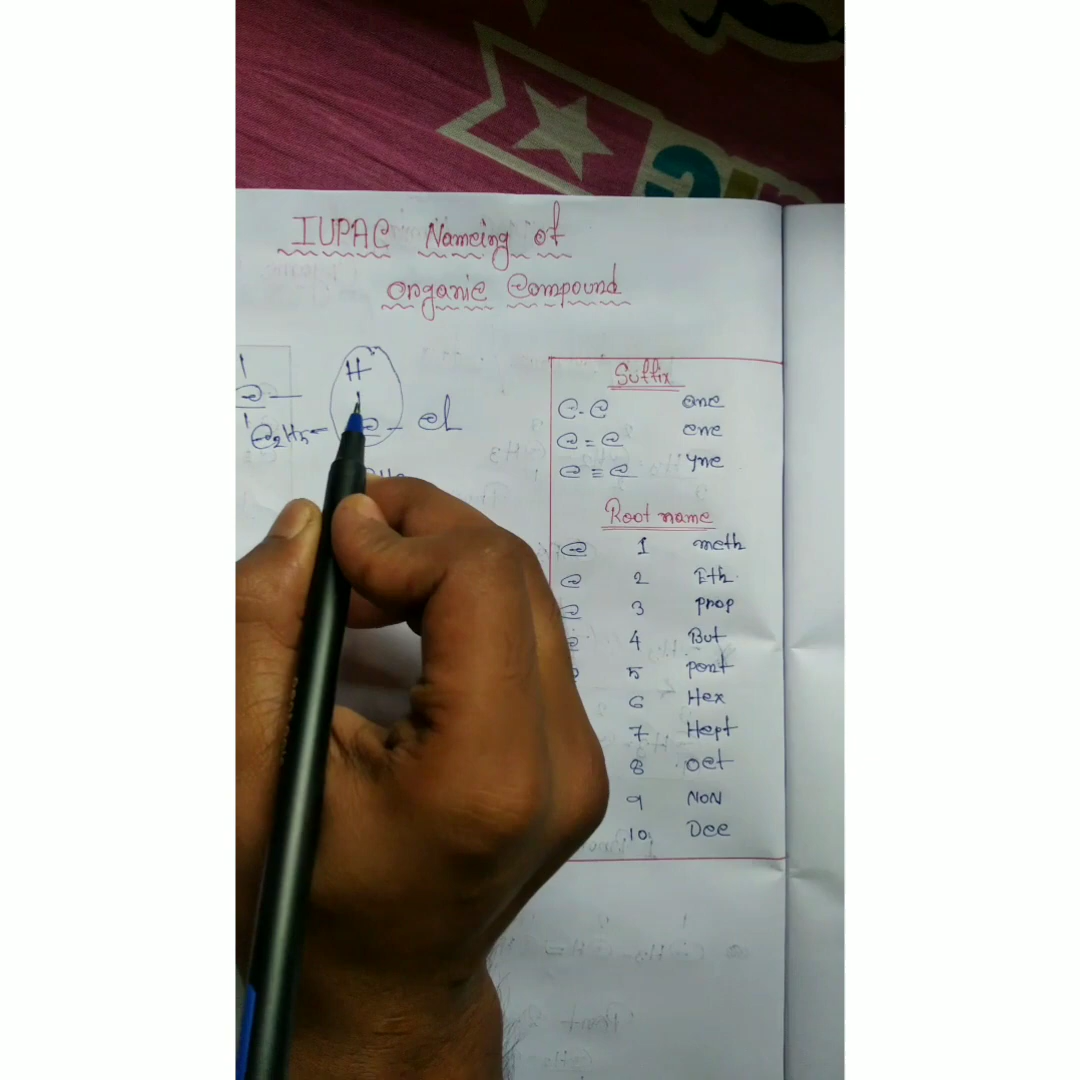 IUPAC Nameing of
organic Compound
H
C2H5- C - Cl
Suffix
C-C ane
C=C ene
C≡C yne
Root name
C 1 meth
C 2 Eth
C 3 prop
C 4 But
5 pent
6 Hex
7 Hept
8 oct
9 NoN
10 Dec